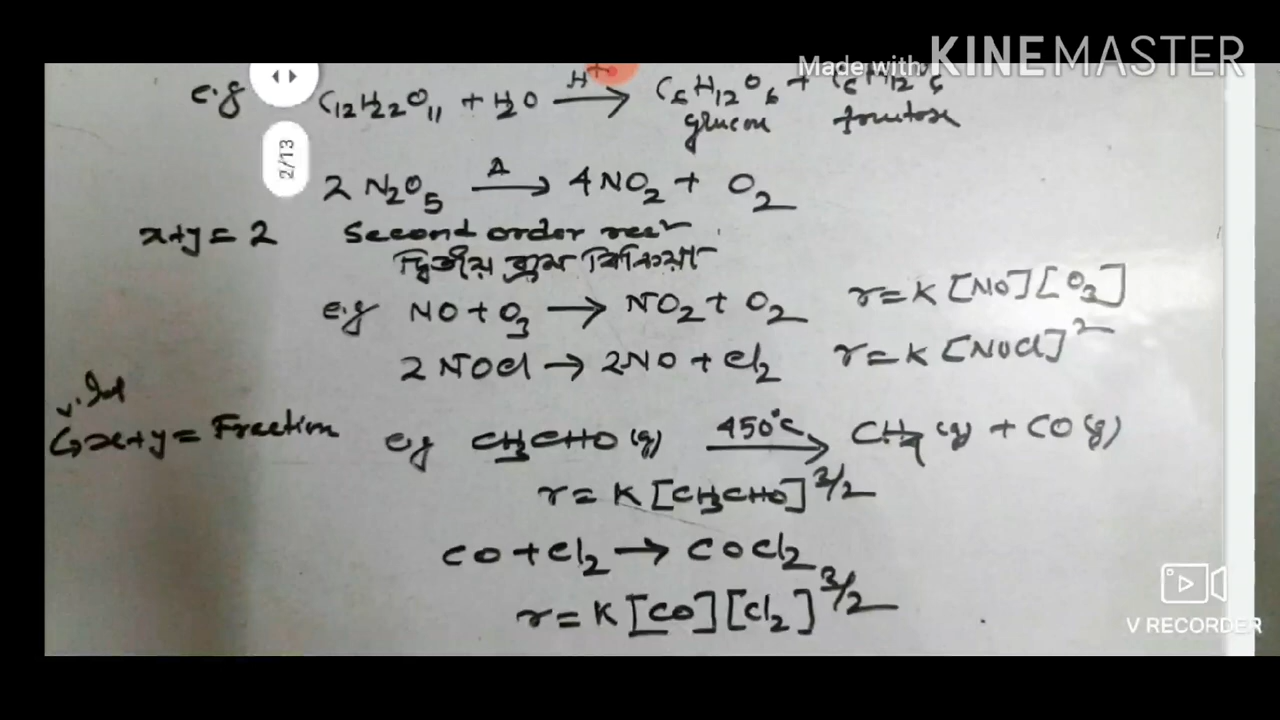 Made with KINEMASTER
e.g C12H22O11 + H2O —H+→ C6H12O6 + C6H12O6
glucose fructose
2/13
2 N2O5 —Δ→ 4NO2 + O2
x+y = 2 Second order
দ্বিতীয় ক্রম বিক্রিয়া
e.g NO + O3 → NO2 + O2 r = K [NO][O3]
2 NOCl → 2NO + Cl2 r = K [NOCl]^2
v. Imp
↳ x+y = Fraction e.g CH3CHO (g) —450°C→ CH4 (g) + CO (g)
r = K [CH3CHO]^3/2
CO + Cl2 → COCl2
r = K [CO][Cl2]^3/2
V RECORDER